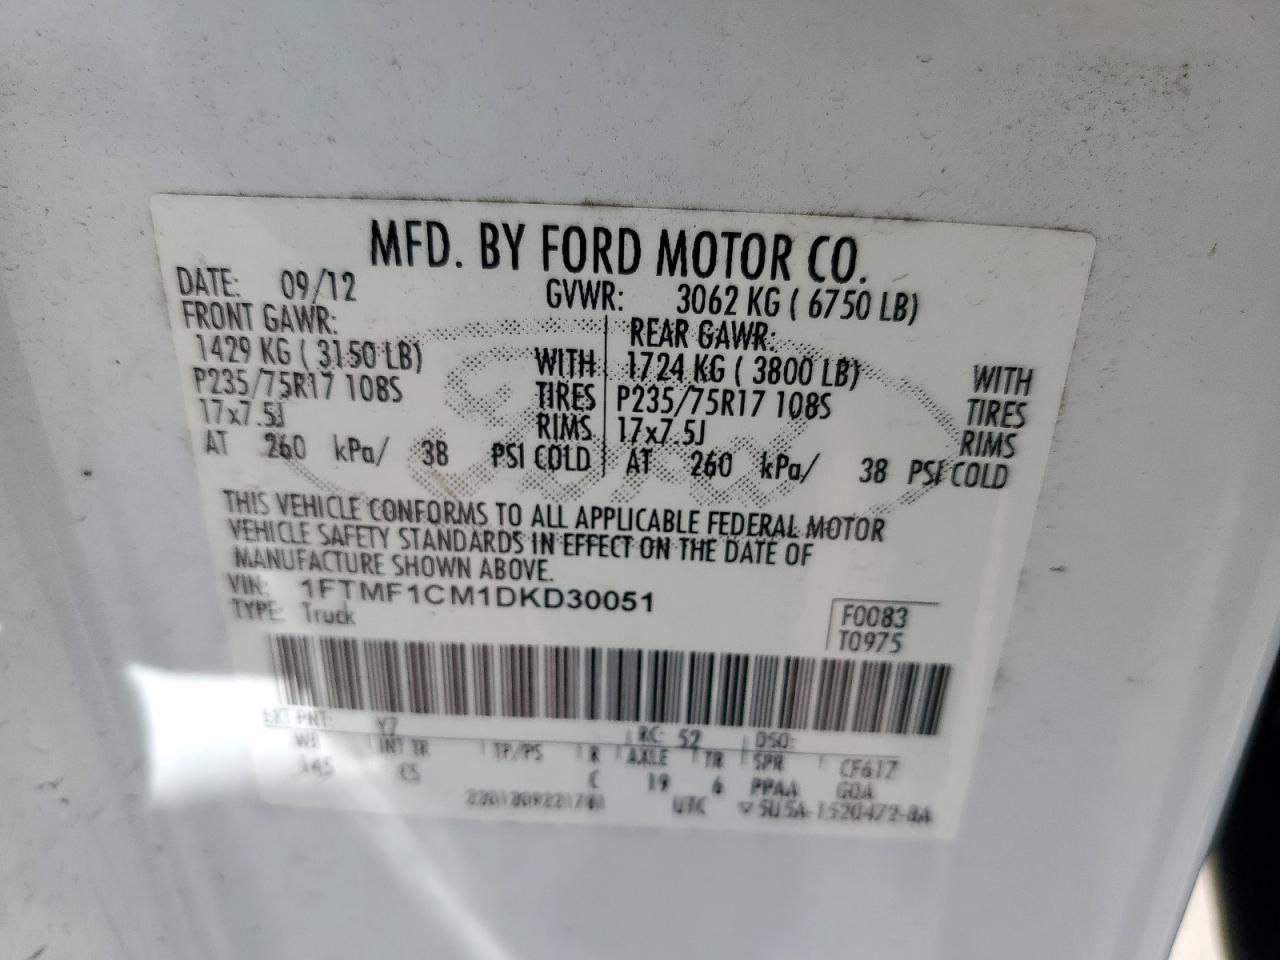 MFD. BY FORD MOTOR CO.
DATE: 09/12 GVWR: 3062 KG ( 6750 LB)
FRONT GAWR: REAR GAWR:
1429 KG ( 3150 LB) WITH 1724 KG ( 3800 LB) WITH
P235/75R17 108S TIRES P235/75R17 108S TIRES
17x7.5J RIMS 17x7.5J RIMS
AT 260 kPa/ 38 PSI COLD AT 260 kPa/ 38 PSI COLD
THIS VEHICLE CONFORMS TO ALL APPLICABLE FEDERAL MOTOR
VEHICLE SAFETY STANDARDS IN EFFECT ON THE DATE OF
MANUFACTURE SHOWN ABOVE.
VIN: 1FTMF1CM1DKD30051
TYPE: Truck
F0083
T0975
EXT PNT: YZ RC: 52 DSO:
WB INT TR TP/PS R AXLE TR SPR CF617
145 CS C 19 6 PPAA GQA
UTC 5U5A-1520472-BA